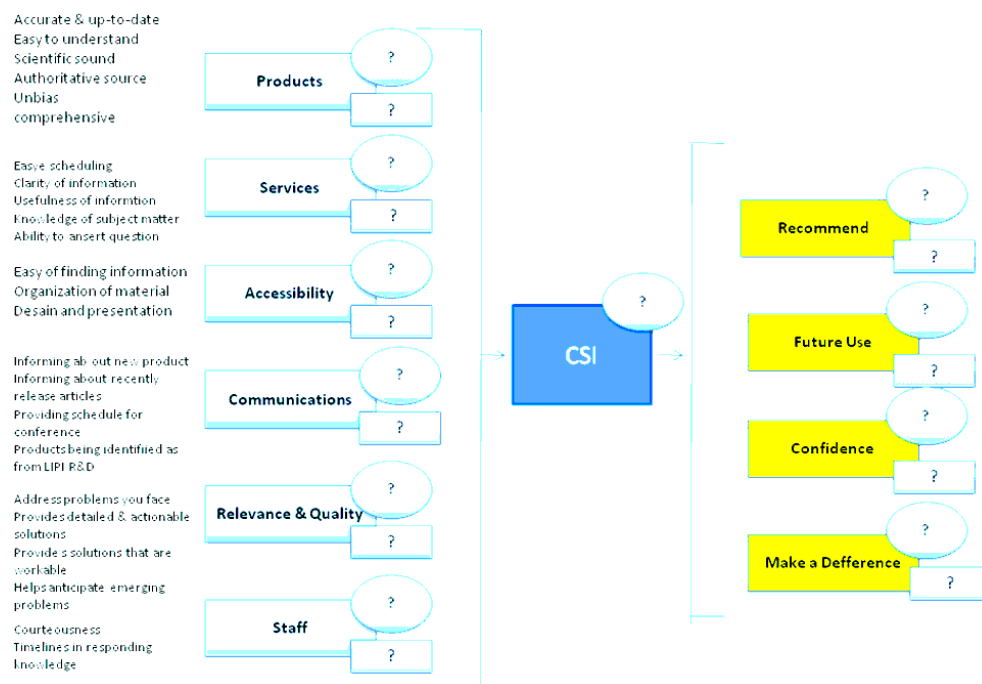 Accurate & up-to-date
Easy to understand
Scientific sound
Authoritative source
Unbias
comprehensive
Products
?
?
Easye scheduling
Clarity of information
Usefulness of informtion
Knowledge of subject matter
Ability to ansert question
Services
?
?
Easy of finding information
Organization of material
Desain and presentation
Accessibility
?
?
Informing ab out new product
Informing about recently
release articles
Providing schedule for
conference
Products being identifiied as
from LIPI R&D
Communications
?
?
Address problems you face
Provides detailed & actionable
solutions
Provide s solutions that are
workable
Helps anticipate emerging
problems
Relevance & Quality
?
?
Courteousness
Timelines in responding
knowledge
Staff
?
?
CSI
?
Recommend
?
?
Future Use
?
?
Confidence
?
?
Make a Defference
?
?